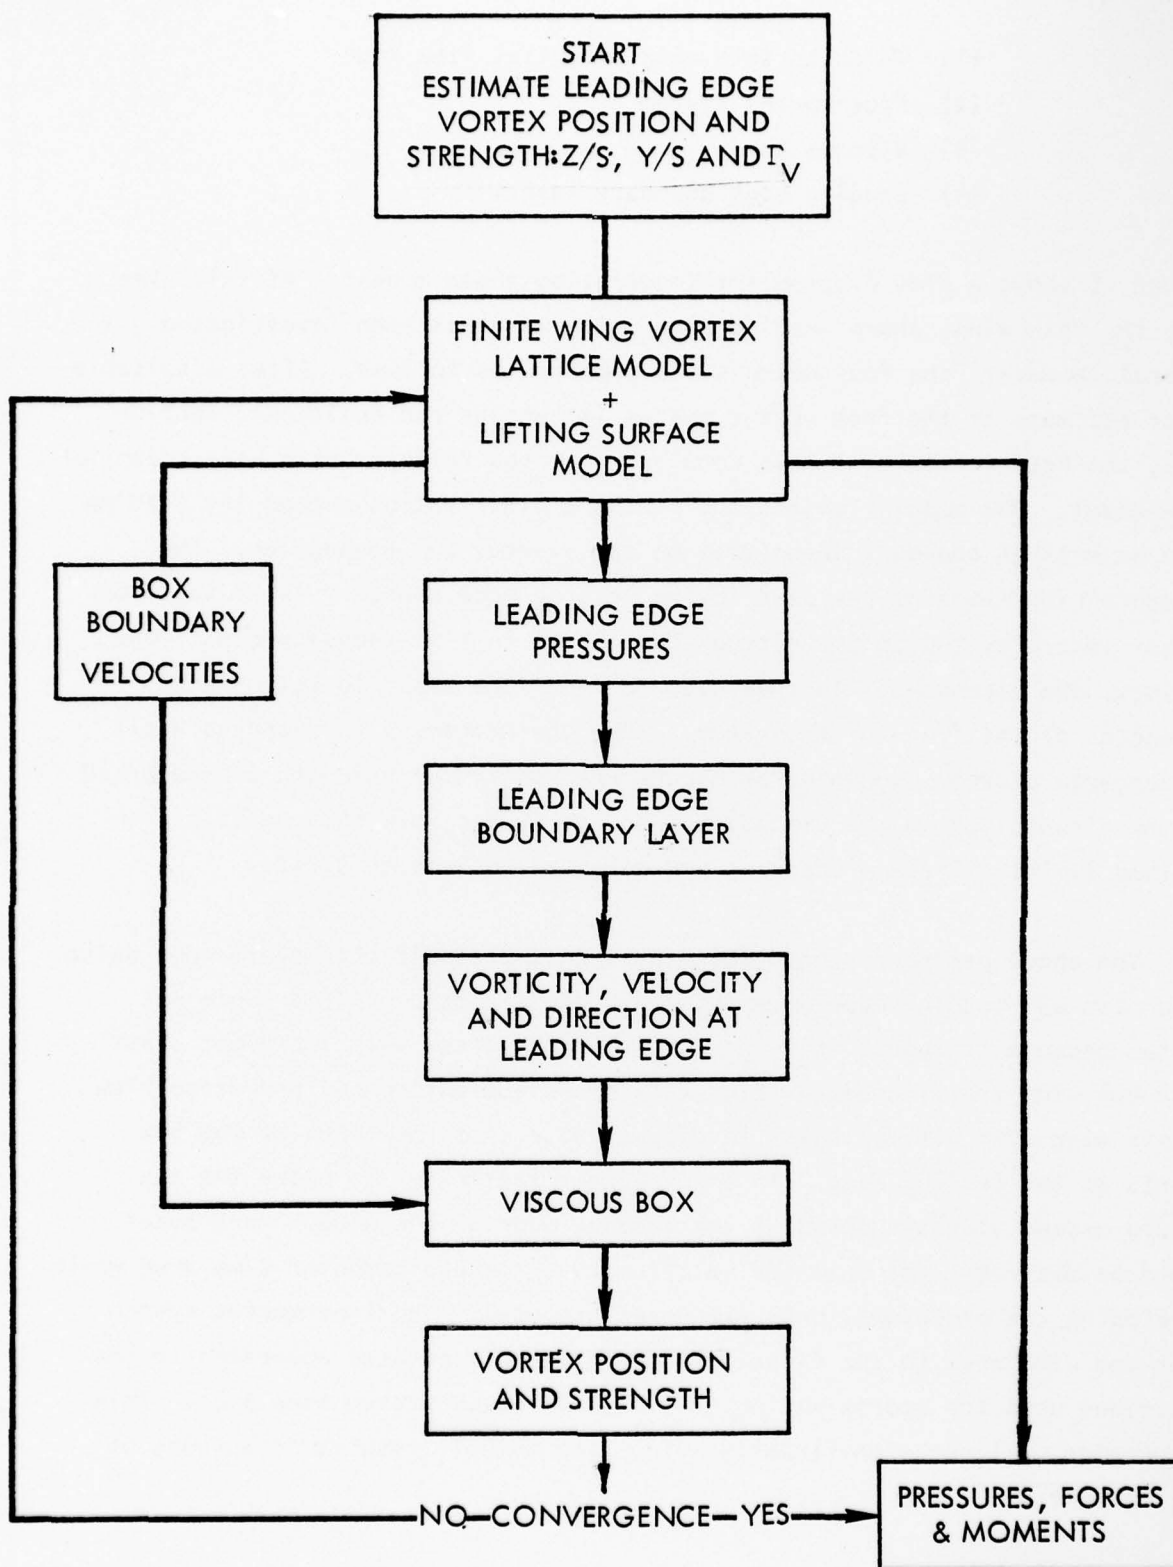 START
ESTIMATE LEADING EDGE
VORTEX POSITION AND
STRENGTH: Z/S, Y/S AND ΓV
FINITE WING VORTEX
LATTICE MODEL
+
LIFTING SURFACE
MODEL
BOX
BOUNDARY
VELOCITIES
LEADING EDGE
PRESSURES
LEADING EDGE
BOUNDARY LAYER
VORTICITY, VELOCITY
AND DIRECTION AT
LEADING EDGE
VISCOUS BOX
VORTEX POSITION
AND STRENGTH
NO CONVERGENCE YES
PRESSURES, FORCES
& MOMENTS